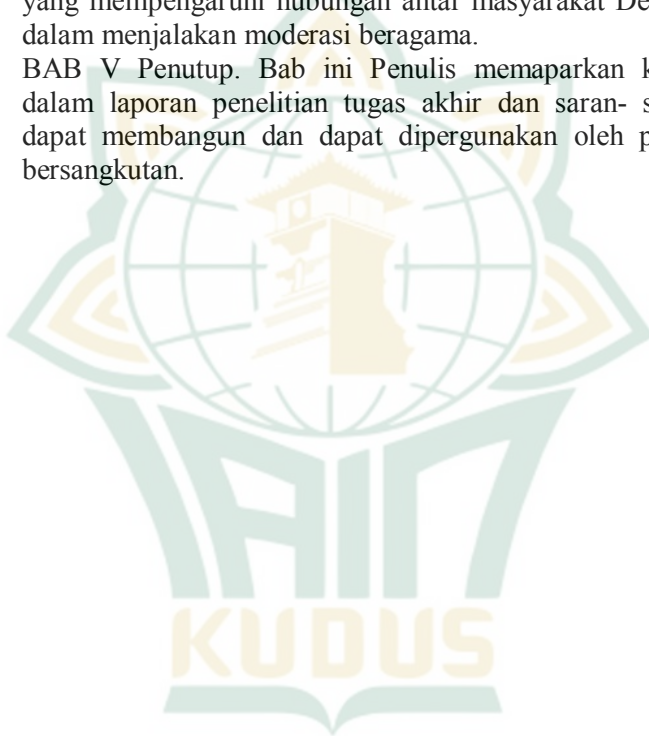 yang mempengaruhi hubungan antar masyarakat De
dalam menjalakan moderasi beragama.
BAB V Penutup. Bab ini Penulis memaparkan k
dalam laporan penelitian tugas akhir dan saran- s
dapat membangun dan dapat dipergunakan oleh p
bersangkutan.
IAIN
KUDUS